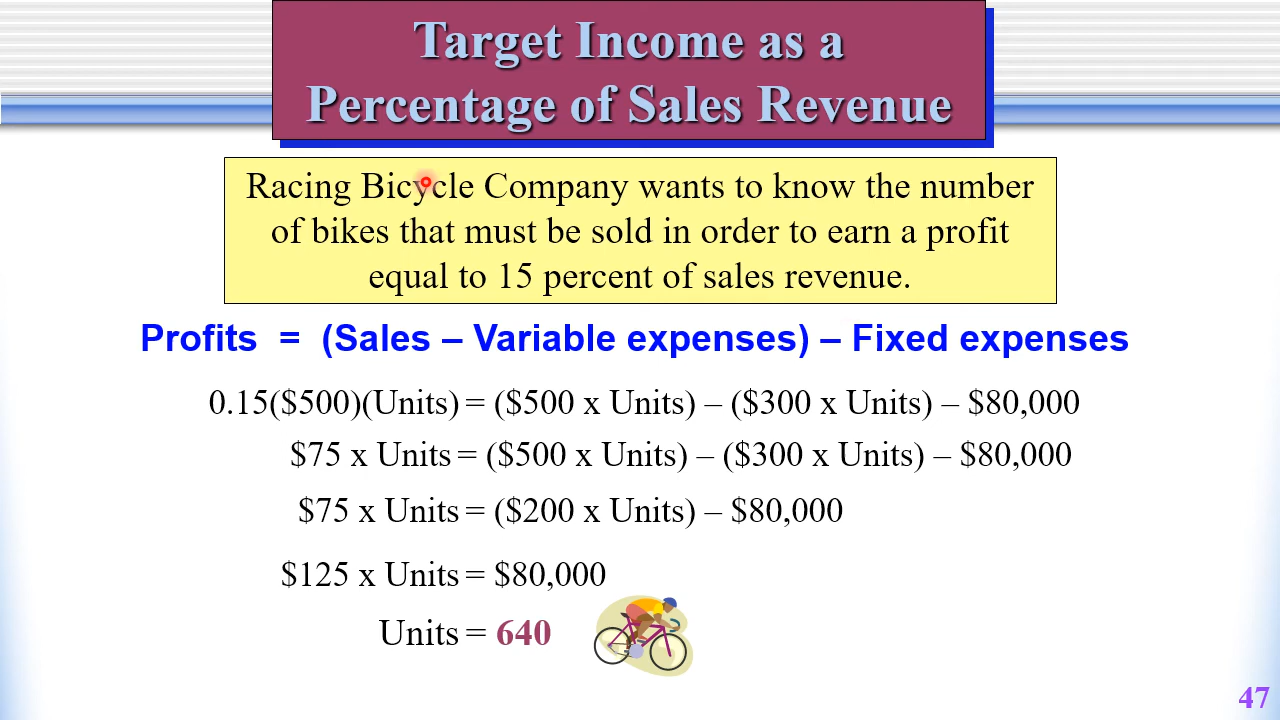 Target Income as a
Percentage of Sales Revenue
Racing Bicycle Company wants to know the number
of bikes that must be sold in order to earn a profit
equal to 15 percent of sales revenue.
Profits = (Sales – Variable expenses) – Fixed expenses
0.15($500)(Units) = ($500 x Units) – ($300 x Units) – $80,000
$75 x Units = ($500 x Units) – ($300 x Units) – $80,000
$75 x Units = ($200 x Units) – $80,000
$125 x Units = $80,000
Units = 640
47